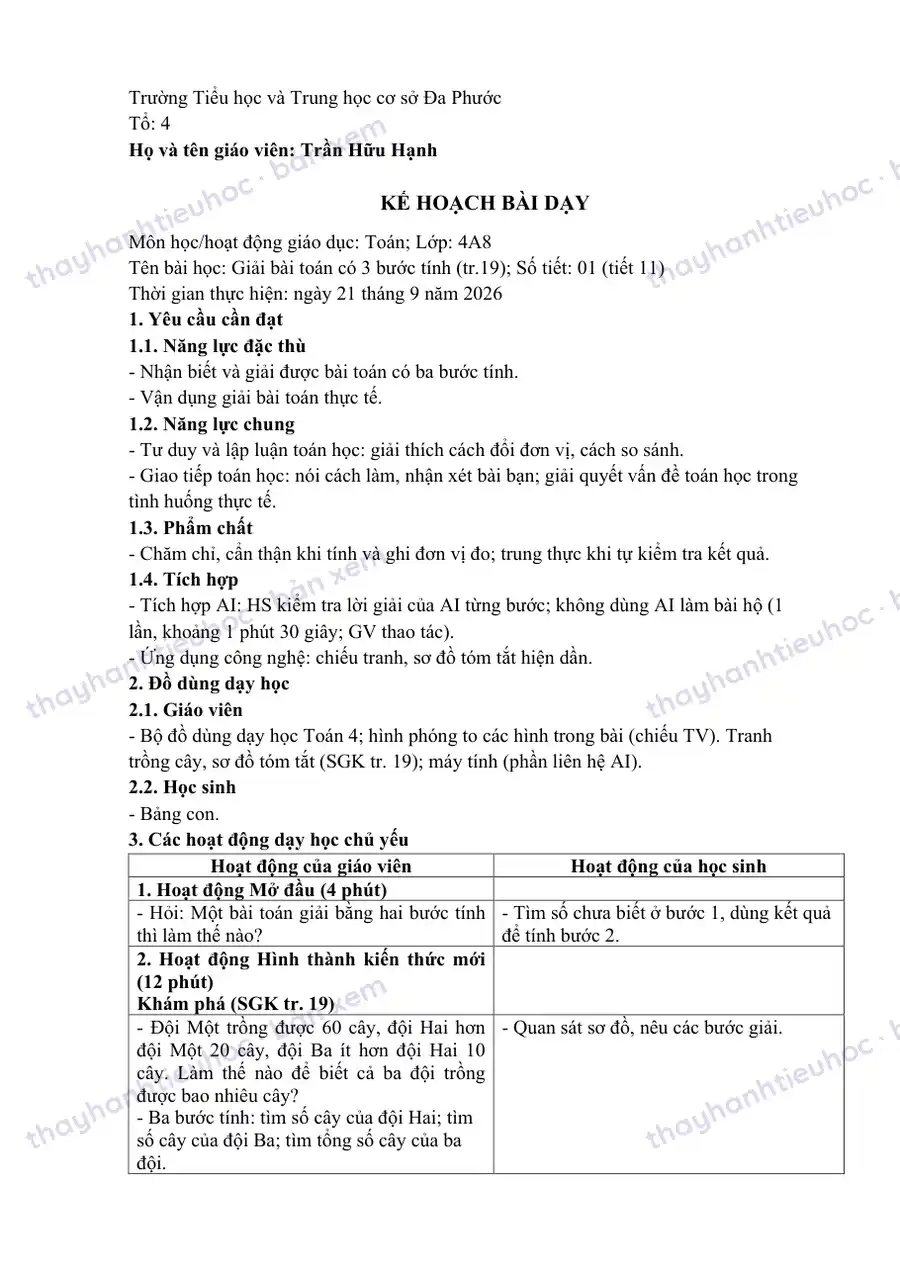 Trường Tiểu học và Trung học cơ sở Đa Phước
Tổ: 4
Họ và tên giáo viên: Trần Hữu Hạnh
KẾ HOẠCH BÀI DẠY
Môn học/hoạt động giáo dục: Toán; Lớp: 4A8
Tên bài học: Giải bài toán có 3 bước tính (tr.19); Số tiết: 01 (tiết 11)
Thời gian thực hiện: ngày 21 tháng 9 năm 2026
1. Yêu cầu cần đạt
1.1. Năng lực đặc thù
- Nhận biết và giải được bài toán có ba bước tính.
- Vận dụng giải bài toán thực tế.
1.2. Năng lực chung
- Tư duy và lập luận toán học: giải thích cách đổi đơn vị, cách so sánh.
- Giao tiếp toán học: nói cách làm, nhận xét bài bạn; giải quyết vấn đề toán học trong
tình huống thực tế.
1.3. Phẩm chất
- Chăm chỉ, cẩn thận khi tính và ghi đơn vị đo; trung thực khi tự kiểm tra kết quả.
1.4. Tích hợp
- Tích hợp AI: HS kiểm tra lời giải của AI từng bước; không dùng AI làm bài hộ (1
lần, khoảng 1 phút 30 giây; GV thao tác).
- Ứng dụng công nghệ: chiếu tranh, sơ đồ tóm tắt hiện dần.
2. Đồ dùng dạy học
2.1. Giáo viên
- Bộ đồ dùng dạy học Toán 4; hình phóng to các hình trong bài (chiếu TV). Tranh
trồng cây, sơ đồ tóm tắt (SGK tr. 19); máy tính (phần liên hệ AI).
2.2. Học sinh
- Bảng con.
3. Các hoạt động dạy học chủ yếu
Hoạt động của giáo viên
Hoạt động của học sinh
1. Hoạt động Mở đầu (4 phút)
- Hỏi: Một bài toán giải bằng hai bước tính
thì làm thế nào?
- Tìm số chưa biết ở bước 1, dùng kết quả
để tính bước 2.
2. Hoạt động Hình thành kiến thức mới
(12 phút)
Khám phá (SGK tr. 19)
- Đội Một trồng được 60 cây, đội Hai hơn
đội Một 20 cây, đội Ba ít hơn đội Hai 10
cây. Làm thế nào để biết cả ba đội trồng
được bao nhiêu cây?
- Ba bước tính: tìm số cây của đội Hai; tìm
số cây của đội Ba; tìm tổng số cây của ba
đội.
- Quan sát sơ đồ, nêu các bước giải.
thayhanhtieuhoc · bản xem
thayhanhtieuhoc · b
thayhanhtieuhoc · bản xem
thayhanhtieuhoc · b
thayhanhtieuhoc · bản xem
thayhanhtieuhoc · b